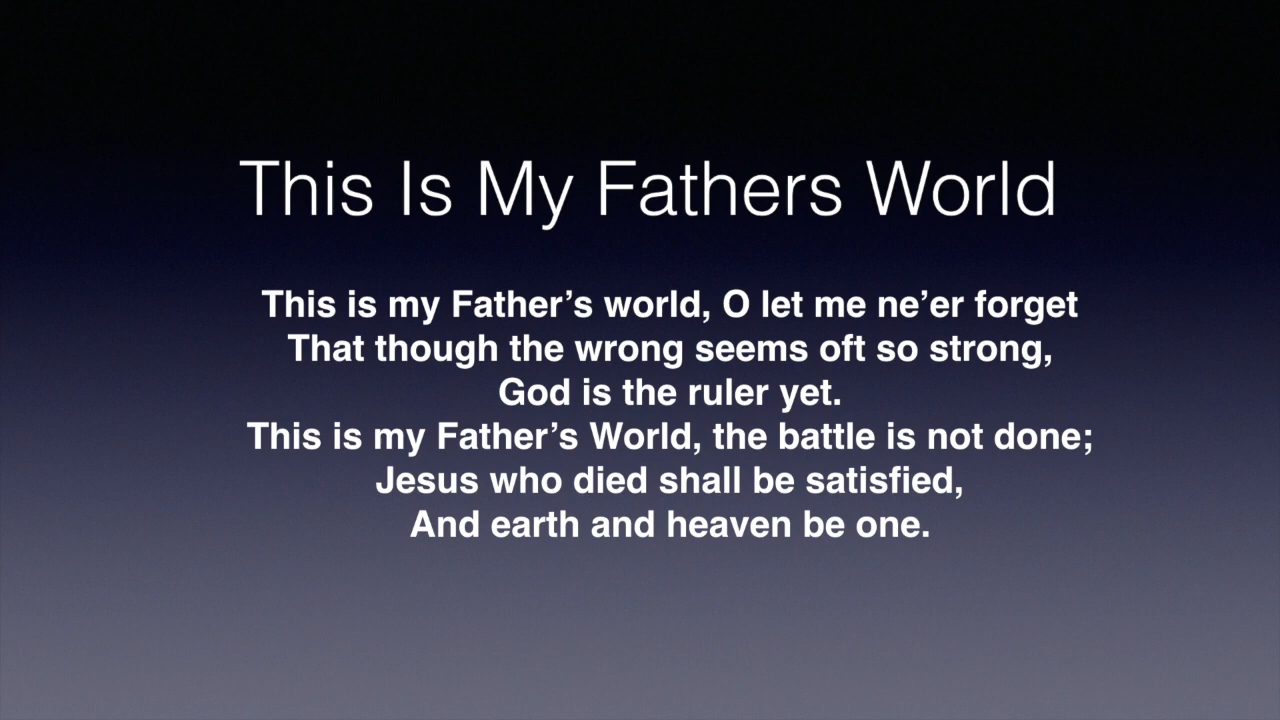 This Is My Fathers World
This is my Father’s world, O let me ne’er forget
That though the wrong seems oft so strong,
God is the ruler yet.
This is my Father’s World, the battle is not done;
Jesus who died shall be satisfied,
And earth and heaven be one.